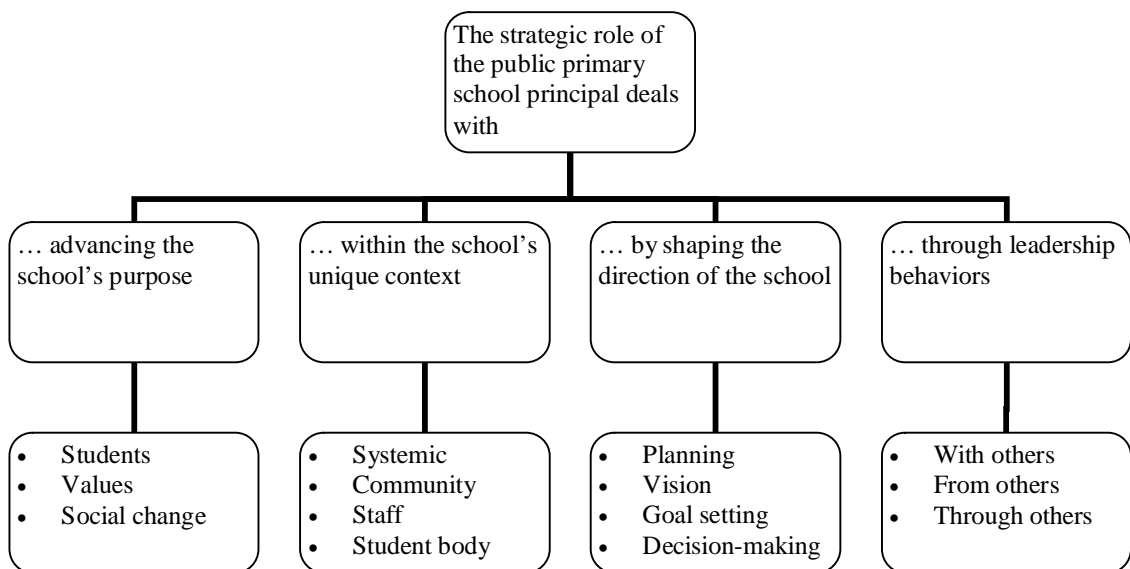 The strategic role of
the public primary
school principal deals
with
… advancing the
school’s purpose
… within the school’s
unique context
… by shaping the
direction of the school
… through leadership
behaviors
• Students
• Values
• Social change
• Systemic
• Community
• Staff
• Student body
• Planning
• Vision
• Goal setting
• Decision-making
• With others
• From others
• Through others